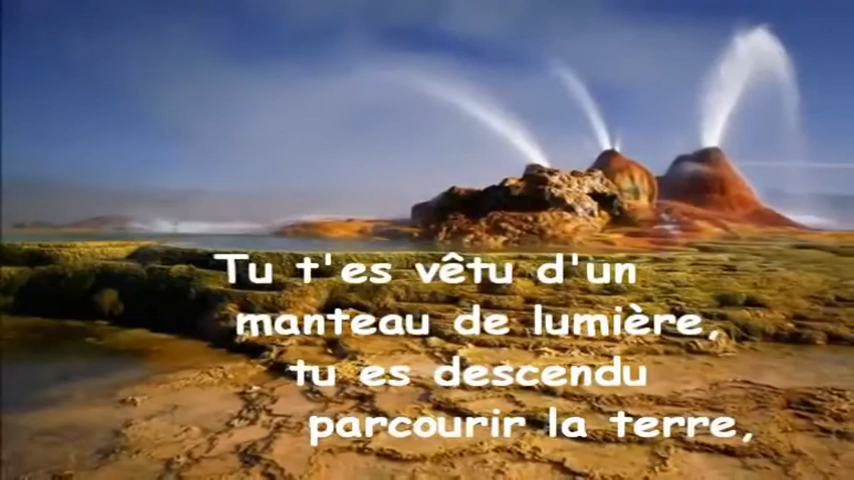 Tu t'es vêtu d'un
manteau de lumière,
tu es descendu
parcourir la terre,